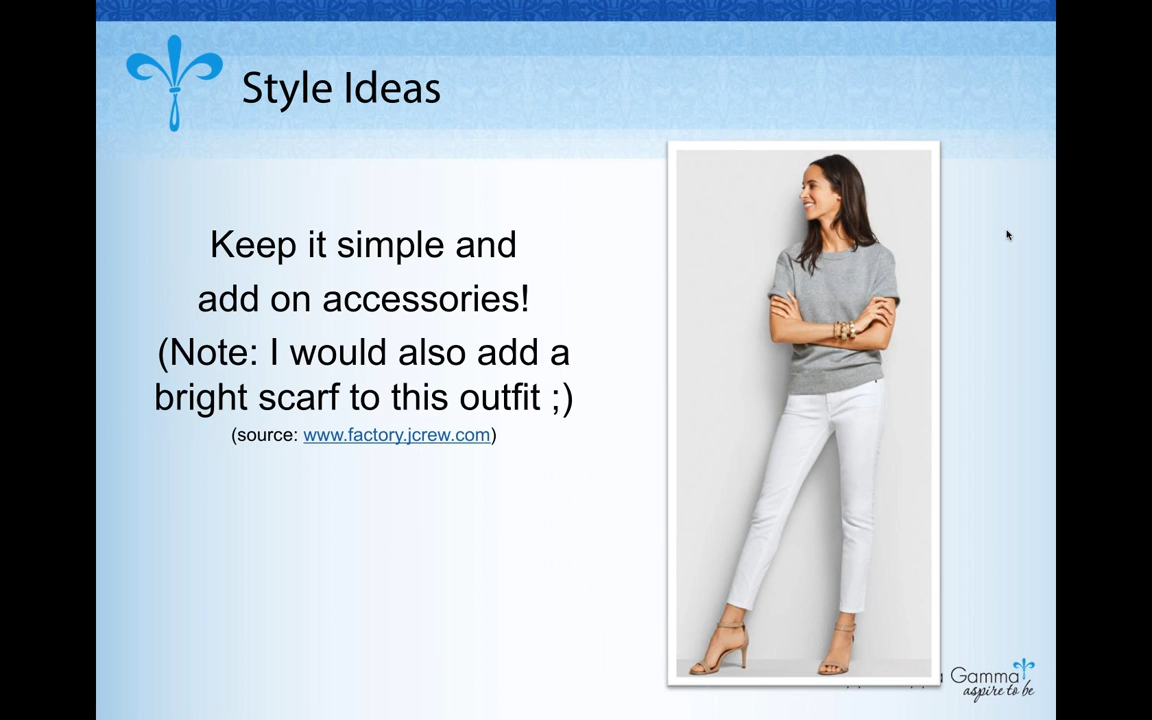 Style Ideas
Keep it simple and
add on accessories!
(Note: I would also add a
bright scarf to this outfit ;)
(source: www.factory.jcrew.com)
Gamma
aspire to be